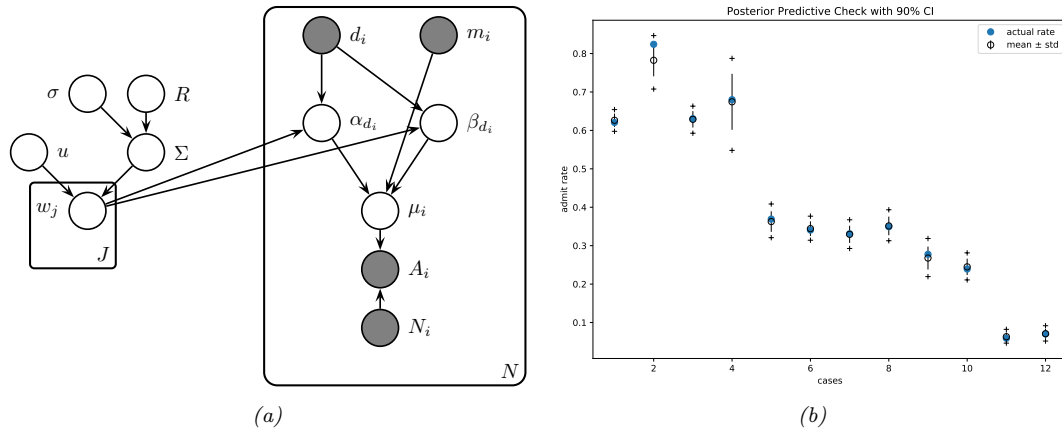 d_i
m_i
σ
R
α_{d_i}
β_{d_i}
u
Σ
w_j
μ_i
J
A_i
N_i
N
(a)
Posterior Predictive Check with 90% CI
actual rate
mean ± std
0.8
0.7
0.6
0.5
0.4
0.3
0.2
0.1
admit rate
2
4
6
8
10
12
cases
(b)